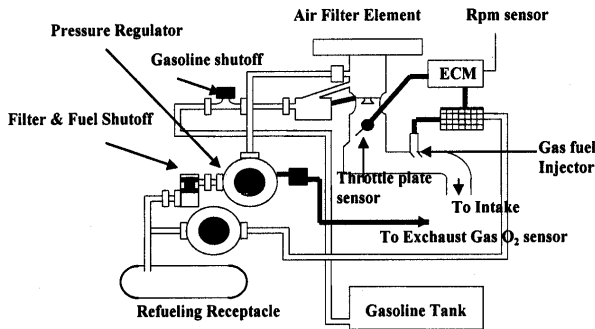 Air Filter Element
Rpm sensor
Pressure Regulator
Gasoline shutoff
ECM
Filter & Fuel Shutoff
Gas fuel
Injector
Throttle plate
sensor
To Intake
To Exchaust Gas O₂ sensor
Refueling Receptacle
Gasoline Tank